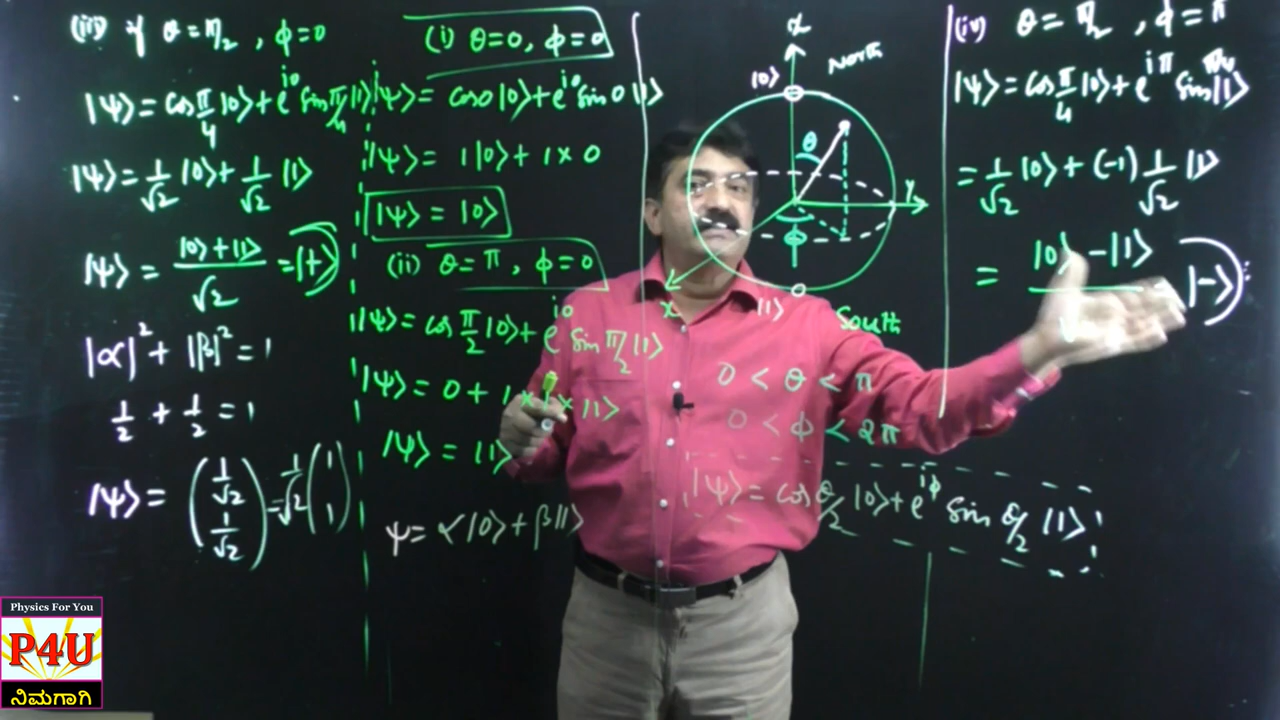 (iii) if θ = π/2 , φ=0
|ψ⟩ = cos π/4 |0⟩ + e^{i0} sin π/4 |1⟩
|ψ⟩ = 1/√2 |0⟩ + 1/√2 |1⟩
|ψ⟩ = |0⟩+|1⟩/√2 = |+⟩
|α|² + |β|² = 1
1/2 + 1/2 = 1
|ψ⟩ = (1/√2 1/√2) = 1/√2 (1 1)
(i) θ=0, φ=0
|ψ⟩ = cos 0 |0⟩ + e^{i0} sin 0 |1⟩
|ψ⟩ = 1|0⟩ + 1 × 0
|ψ⟩ = |0⟩
(ii) θ = π , φ=0
|ψ⟩ = cos π/2 |0⟩ + e^{i0} sin π/2 |1⟩
|ψ⟩ = 0 + 1 × 1 × |1⟩
|ψ⟩ = |1⟩
ψ = α|0⟩ + β|1⟩
North
|0⟩
θ
y
φ
x
|1⟩
South
0 < θ < π
0 < φ < 2π
|ψ⟩ = cos θ/2 |0⟩ + e^{iφ} sin θ/2 |1⟩
(iv) θ = π/2 , φ = π
|ψ⟩ = cos π/4 |0⟩ + e^{iπ} sin π/4 |1⟩
= 1/√2 |0⟩ + (-1) 1/√2 |1⟩
= |0⟩ - |1⟩
|-⟩
Physics For You
P4U
ನಿಮಗಾಗಿ